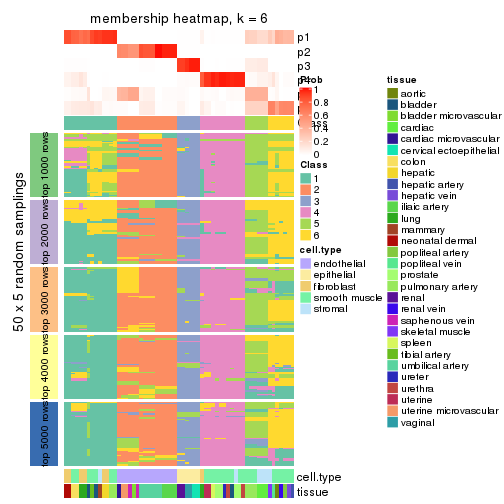 membership heatmap, k = 6
p1
p2
p3
Prob
1
0.8
0.6
0.4
0.2
0
Class
1
2
3
4
5
6
cell.type
endothelial
epithelial
fibroblast
smooth muscle
stromal
tissue
aortic
bladder
bladder microvascular
cardiac
cardiac microvascular
cervical ectoepithelial
colon
hepatic
hepatic artery
hepatic vein
iliac artery
lung
mammary
neonatal dermal
popliteal artery
popliteal vein
prostate
pulmonary artery
renal
renal vein
saphenous vein
skeletal muscle
spleen
tibial artery
umbilical artery
ureter
urethra
uterine
uterine microvascular
vaginal
50 x 5 random samplings
top 1000 rows
top 2000 rows
top 3000 rows
top 4000 rows
top 5000 rows
cell.type
tissue